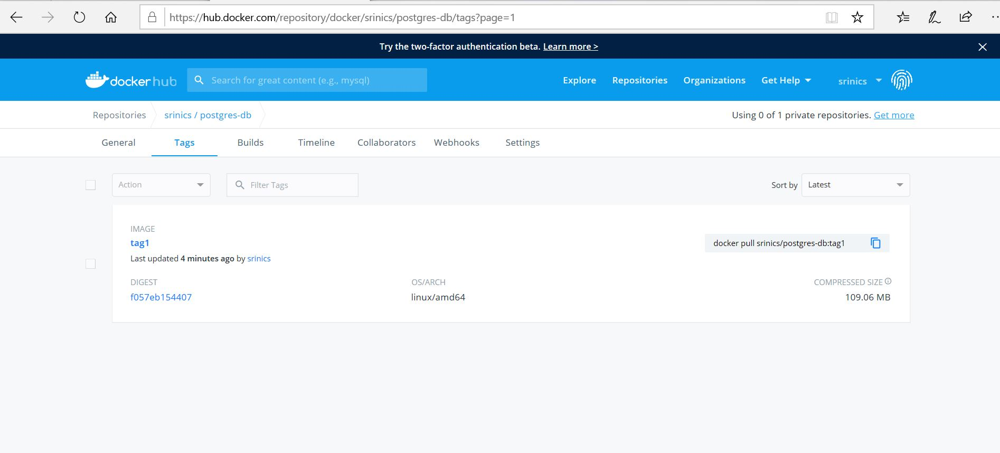 https://hub.docker.com/repository/docker/srinics/postgres-db/tags?page=1
Try the two-factor authentication beta. Learn more >
docker hub
Search for great content (e.g., mysql)
Explore Repositories Organizations Get Help srinics
Repositories srinics / postgres-db Using 0 of 1 private repositories. Get more
General Tags Builds Timeline Collaborators Webhooks Settings
Action Filter Tags Sort by Latest
IMAGE
tag1 docker pull srinics/postgres-db:tag1
Last updated 4 minutes ago by srinics
DIGEST OS/ARCH COMPRESSED SIZE
f057eb154407 linux/amd64 109.06 MB